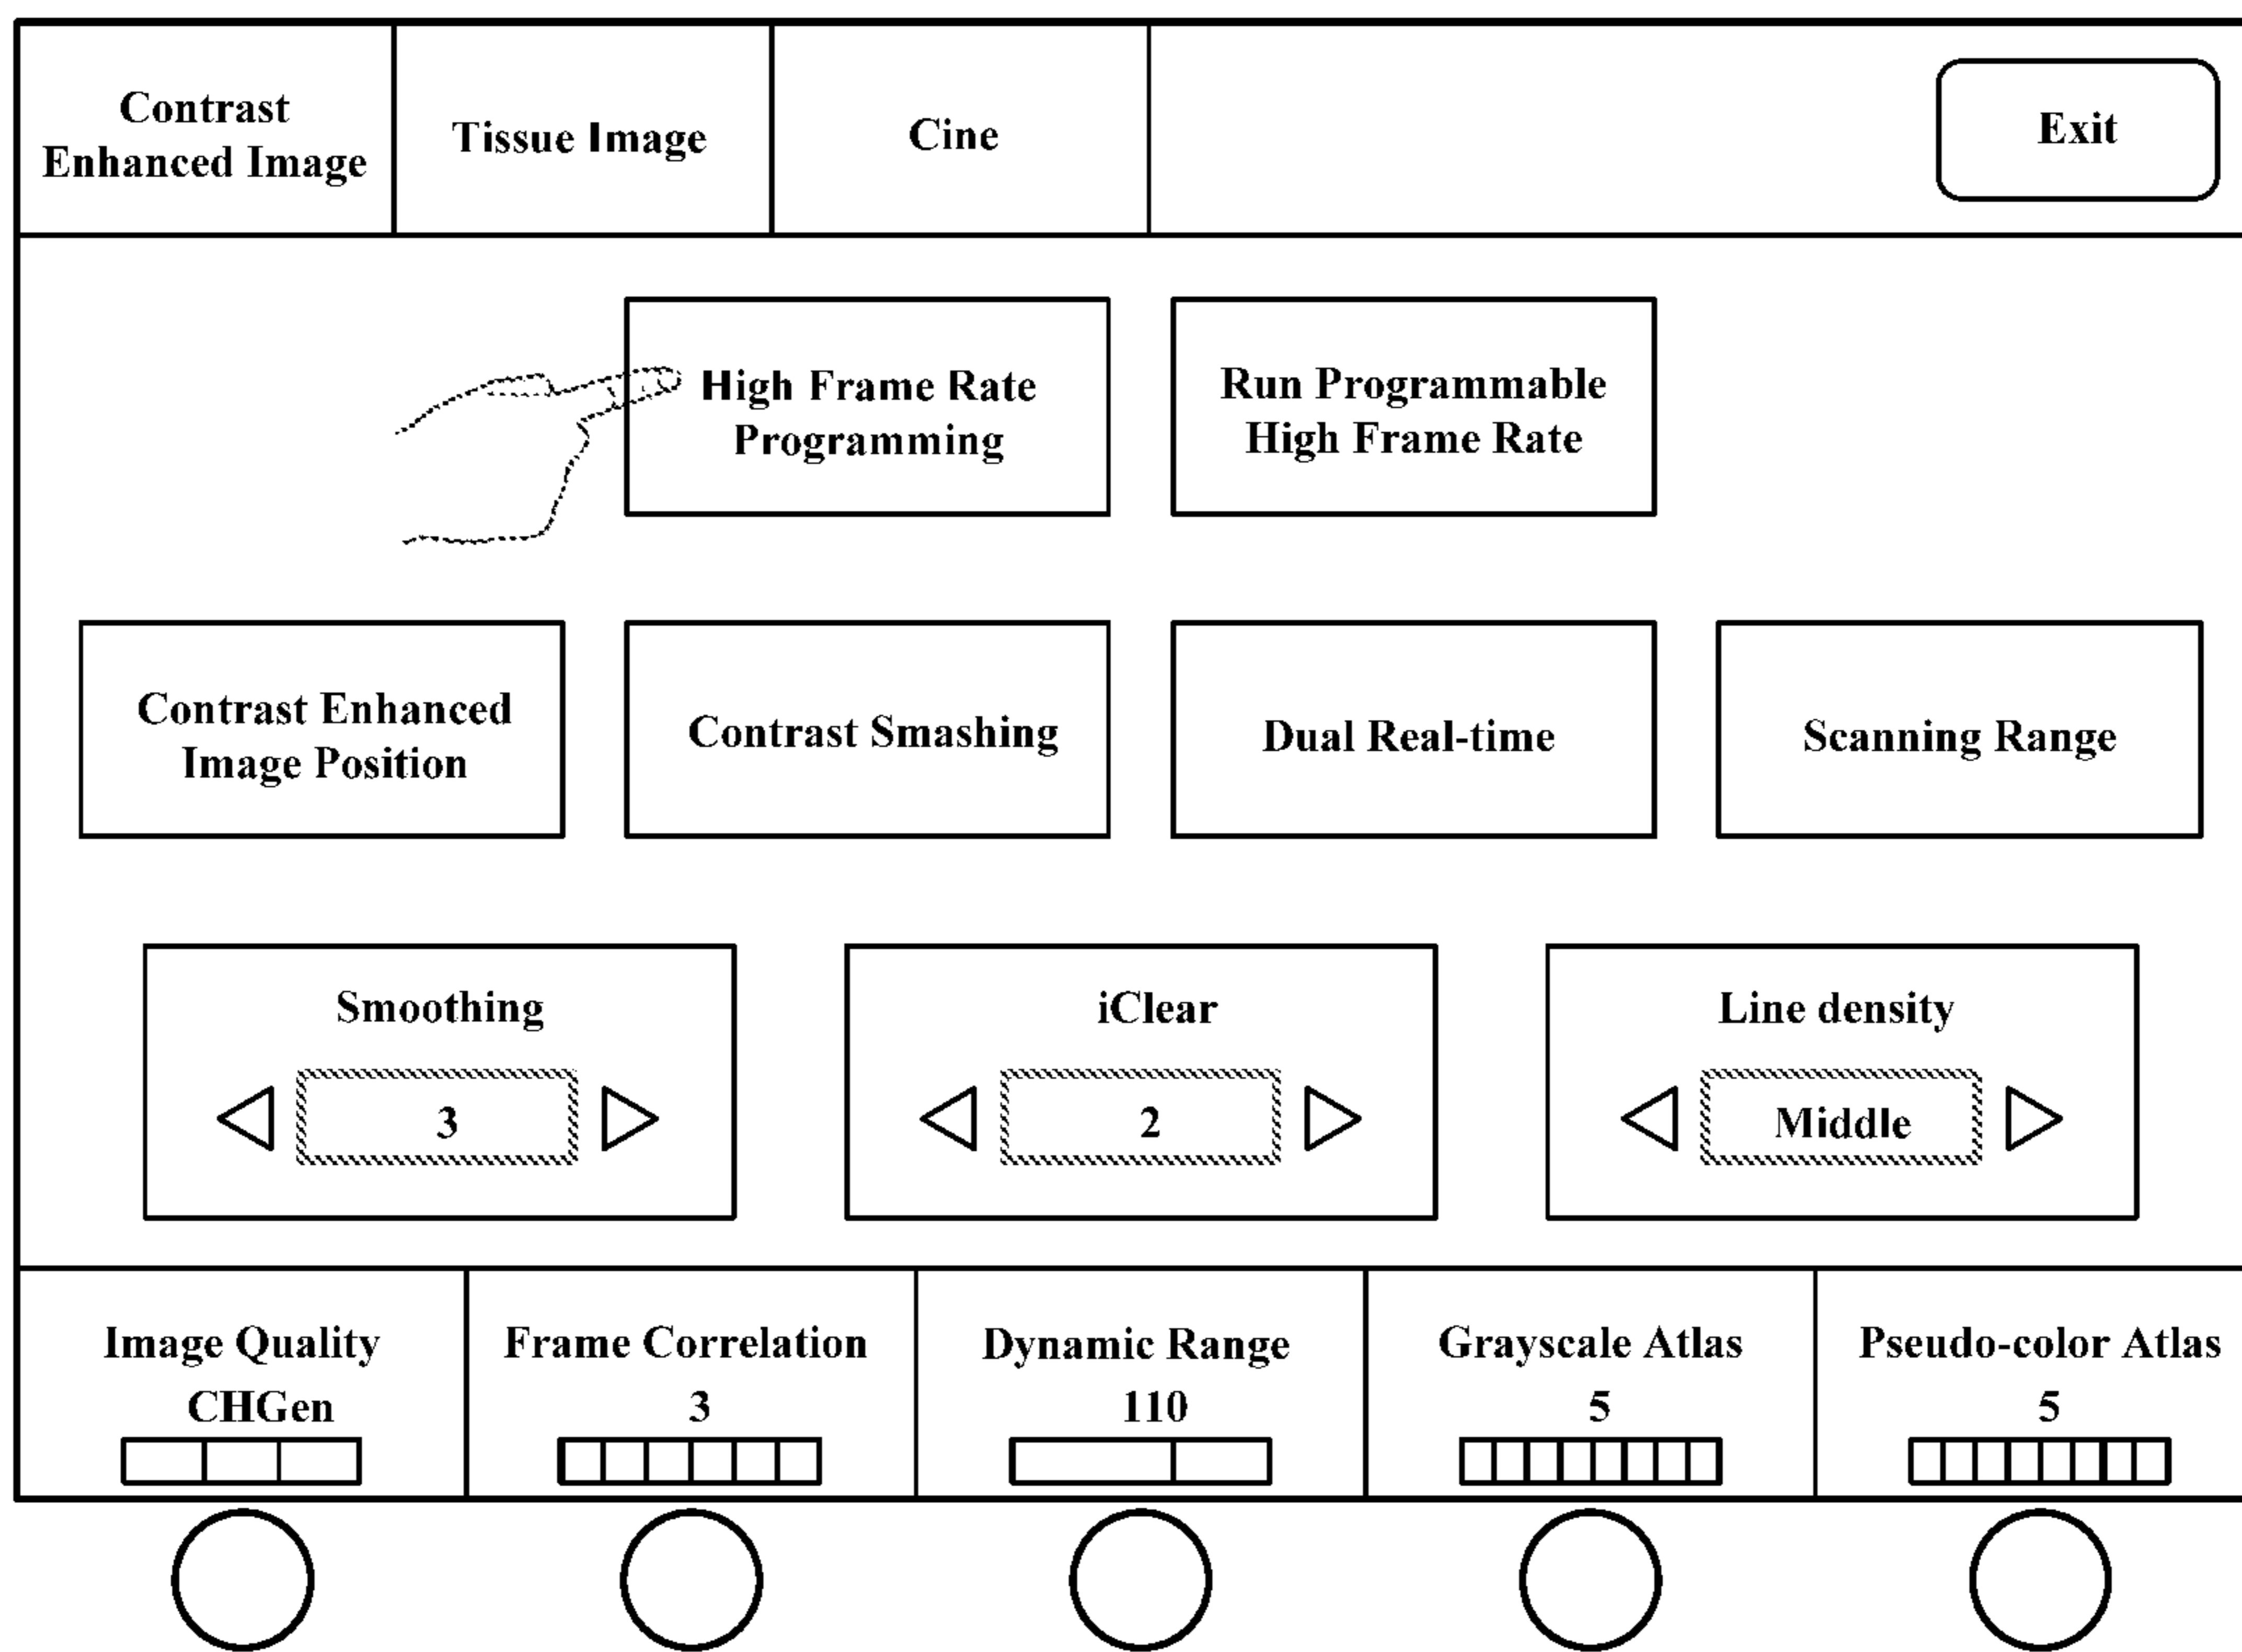 Contrast
Enhanced Image
Tissue Image
Cine
Exit
High Frame Rate
Programming
Run Programmable
High Frame Rate
Contrast Enhanced
Image Position
Contrast Smashing
Dual Real-time
Scanning Range
Smoothing
3
iClear
2
Line density
Middle
Image Quality
CHGen
Frame Correlation
3
Dynamic Range
110
Grayscale Atlas
5
Pseudo-color Atlas
5